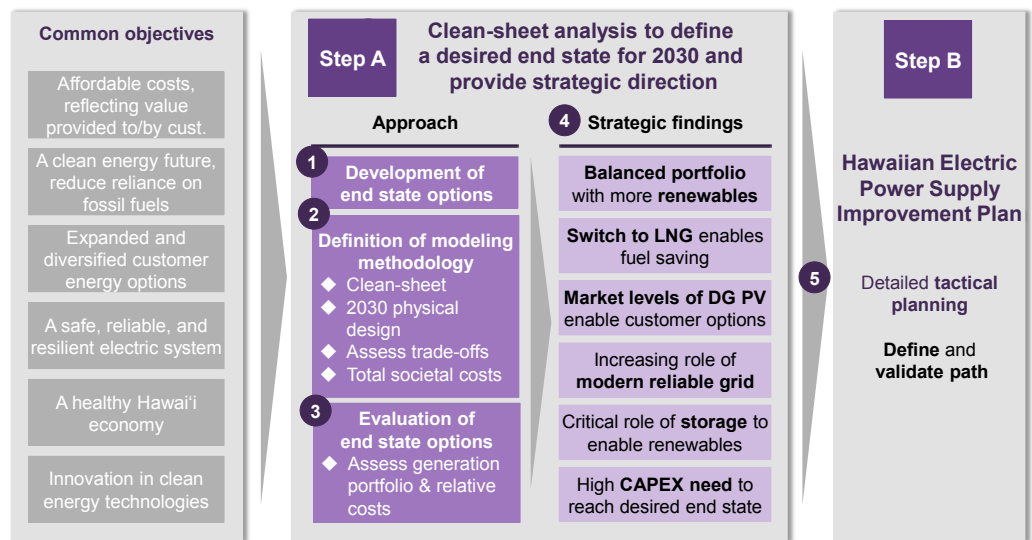 Common objectives
Affordable costs,
reflecting value
provided to/by cust.
A clean energy future,
reduce reliance on
fossil fuels
Expanded and
diversified customer
energy options
A safe, reliable, and
resilient electric system
A healthy Hawai‘i
economy
Innovation in clean
energy technologies
Step A
Clean-sheet analysis to define
a desired end state for 2030 and
provide strategic direction
Approach
1
Development of
end state options
2
Definition of modeling
methodology
◆ Clean-sheet
◆ 2030 physical
design
◆ Assess trade-offs
◆ Total societal costs
3
Evaluation of
end state options
◆ Assess generation
portfolio & relative
costs
4
Strategic findings
Balanced portfolio
with more renewables
Switch to LNG enables
fuel saving
Market levels of DG PV
enable customer options
Increasing role of
modern reliable grid
Critical role of storage to
enable renewables
High CAPEX need to
reach desired end state
5
Step B
Hawaiian Electric
Power Supply
Improvement Plan
Detailed tactical
planning
Define and
validate path